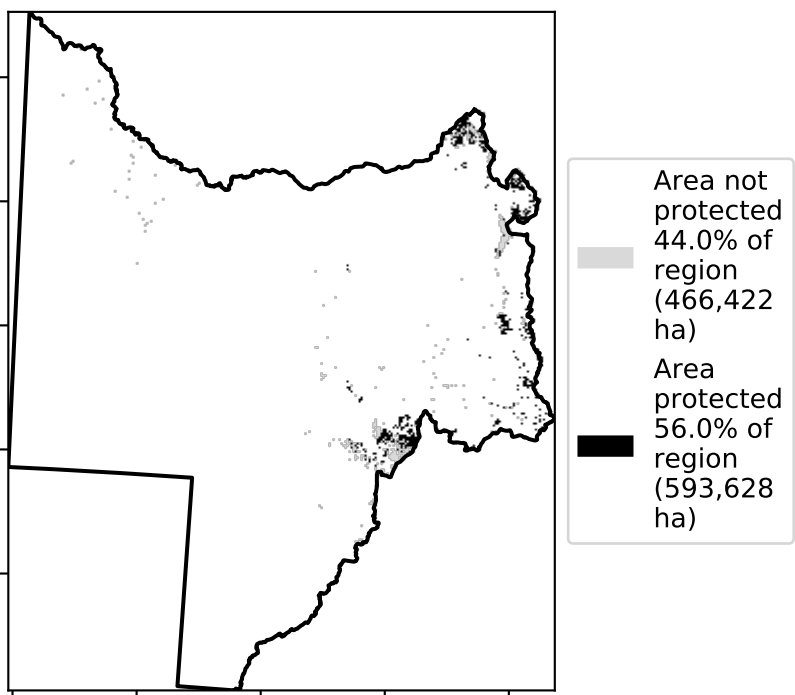 Area not
protected
44.0% of
region
(466,422
ha)
Area
protected
56.0% of
region
(593,628
ha)